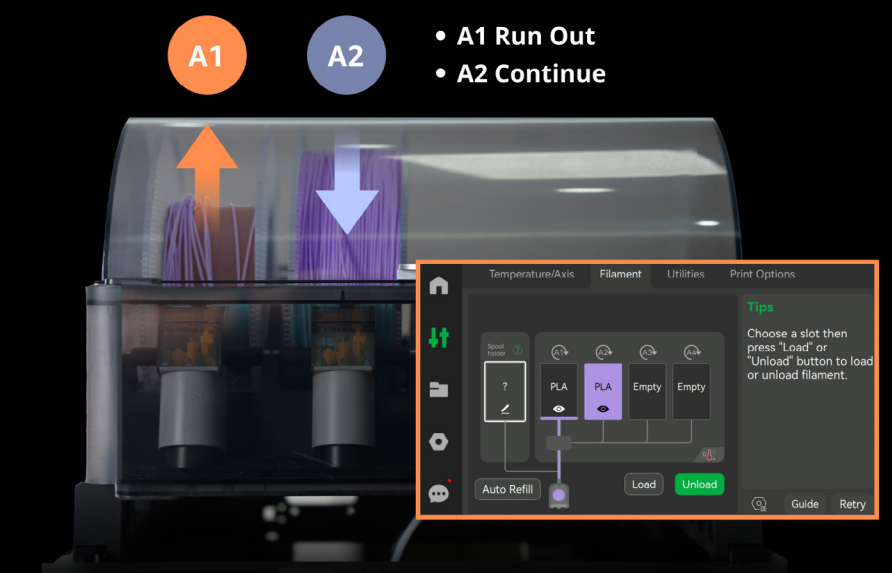 A1
A2
A1 Run Out
A2 Continue
Temperature/Axis
Filament
Utilities
Print Options
Tips
Choose a slot then
press "Load" or
"Unload" button to load
or unload filament.
Spool
holder
?
A1
A2
A3
A4
?
PLA
PLA
Empty
Empty
Auto Refill
Load
Unload
Guide
Retry